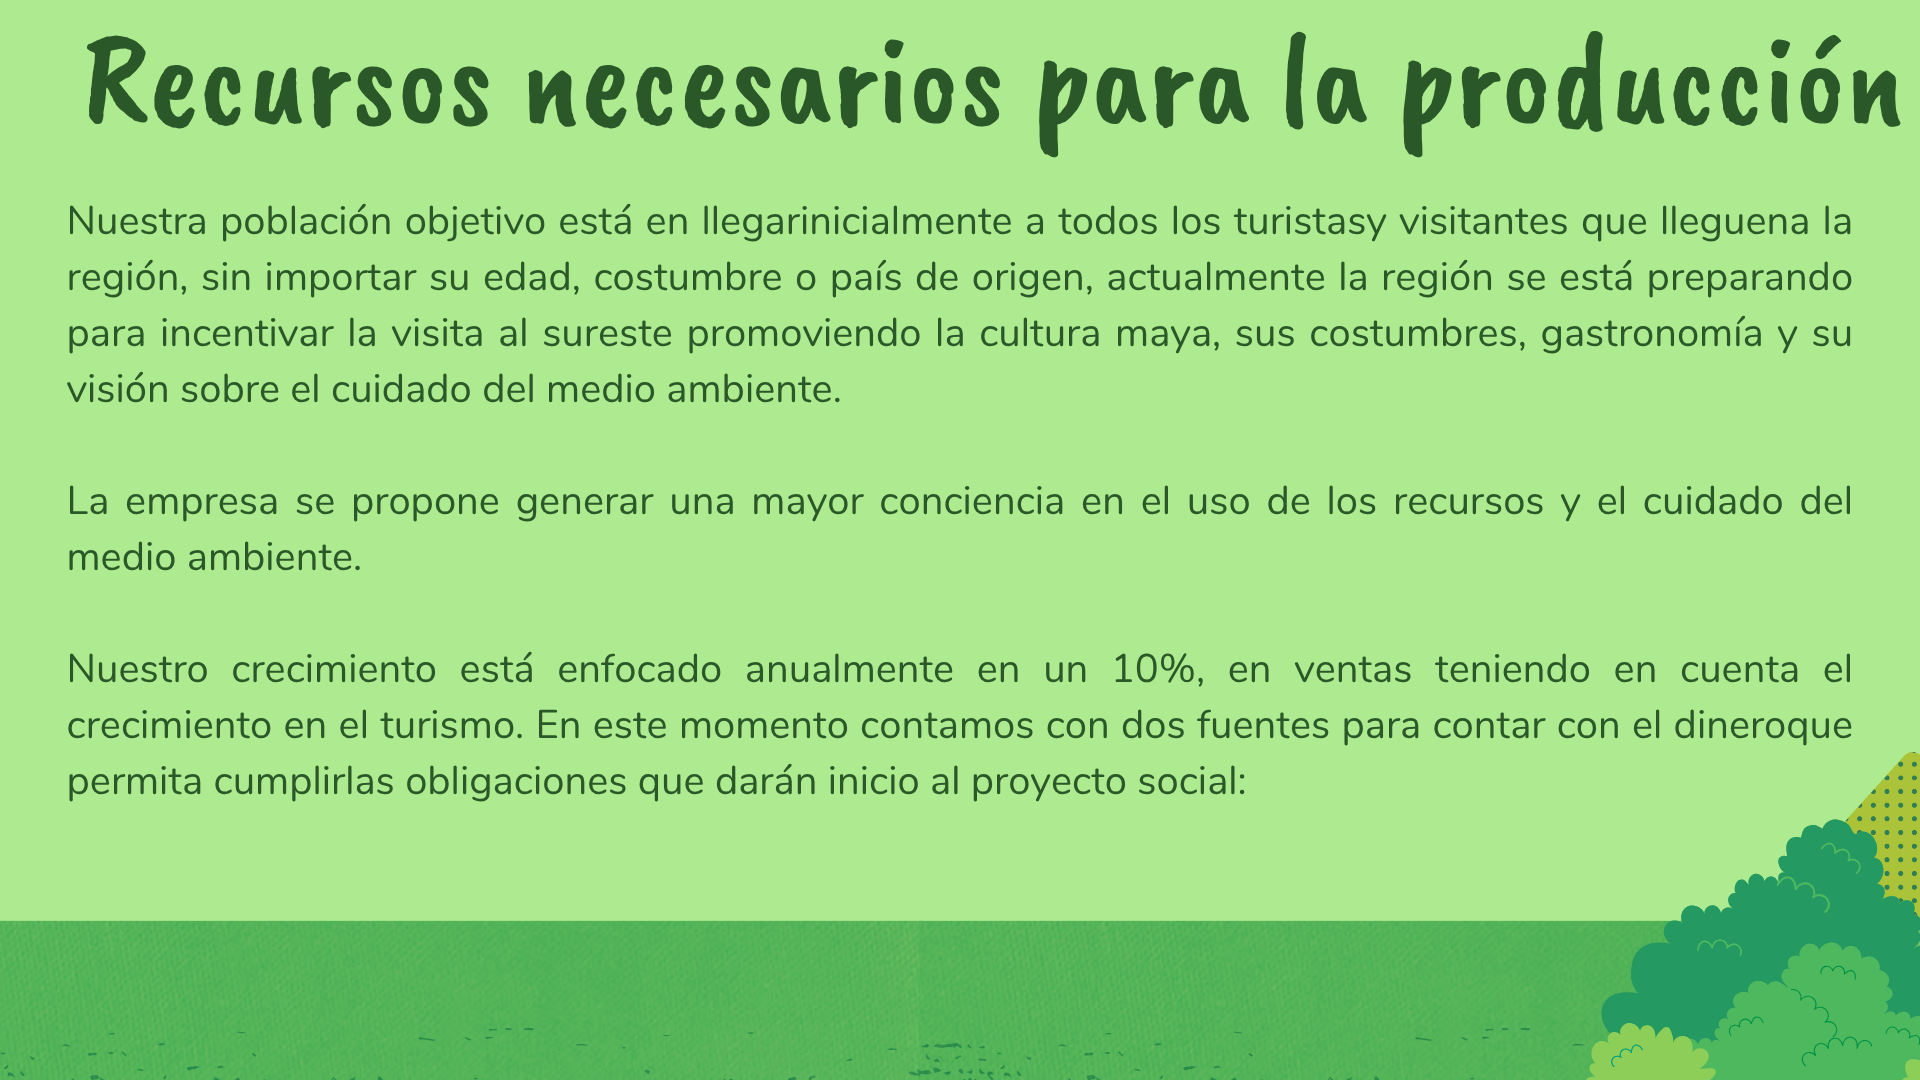 Recursos necesarios para la producción
Nuestra población objetivo está en llegarinicialmente a todos los turistasy visitantes que lleguena la
región, sin importar su edad, costumbre o país de origen, actualmente la región se está preparando
para incentivar la visita al sureste promoviendo la cultura maya, sus costumbres, gastronomía y su
visión sobre el cuidado del medio ambiente.
La empresa se propone generar una mayor conciencia en el uso de los recursos y el cuidado del
medio ambiente.
Nuestro crecimiento está enfocado anualmente en un 10%, en ventas teniendo en cuenta el
crecimiento en el turismo. En este momento contamos con dos fuentes para contar con el dineroque
permita cumplirlas obligaciones que darán inicio al proyecto social: